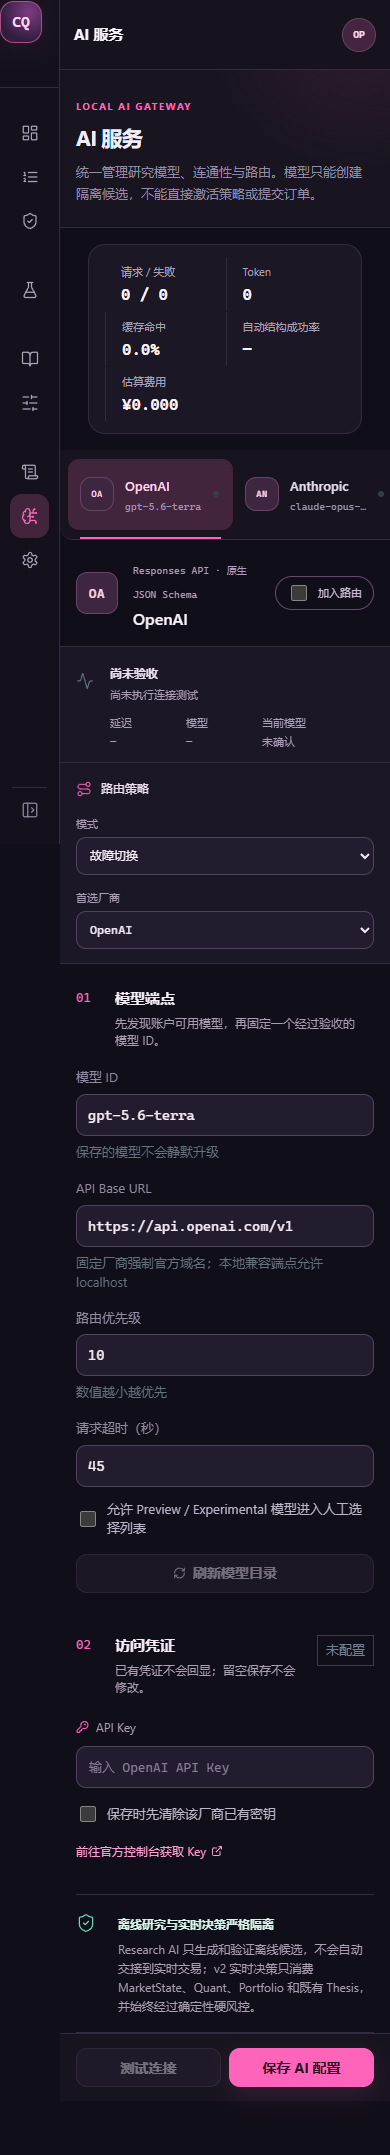 CQ
AI 服务
OP
LOCAL AI GATEWAY
AI 服务
统一管理研究模型、连通性与路由。模型只能创建
隔离候选，不能直接激活策略或提交订单。
请求 / 失败
0 / 0
Token
0
缓存命中
0.0%
自动结构成功率
—
估算费用
¥0.000
OA
OpenAI
gpt-5.6-terra
AN
Anthropic
claude-opus-…
OA
Responses API · 原生
JSON Schema
OpenAI
加入路由
尚未验收
尚未执行连接测试
延迟
—
模型
—
当前模型
未确认
路由策略
模式
故障切换
首选厂商
OpenAI
01
模型端点
先发现账户可用模型，再固定一个经过验收的
模型 ID。
模型 ID
gpt-5.6-terra
保存的模型不会静默升级
API Base URL
https://api.openai.com/v1
固定厂商强制官方域名；本地兼容端点允许
localhost
路由优先级
10
数值越小越优先
请求超时（秒）
45
允许 Preview / Experimental 模型进入人工选
择列表
刷新模型目录
02
访问凭证
未配置
已有凭证不会回显；留空保存不会
修改。
API Key
输入 OpenAI API Key
保存时先清除该厂商已有密钥
前往官方控制台获取 Key
离线研究与实时决策严格隔离
Research AI 只生成和验证离线候选，不会自动
交接到实时交易；v2 实时决策只消费
MarketState、Quant、Portfolio 和既有 Thesis，
并始终经过确定性硬风控。
测试连接
保存 AI 配置